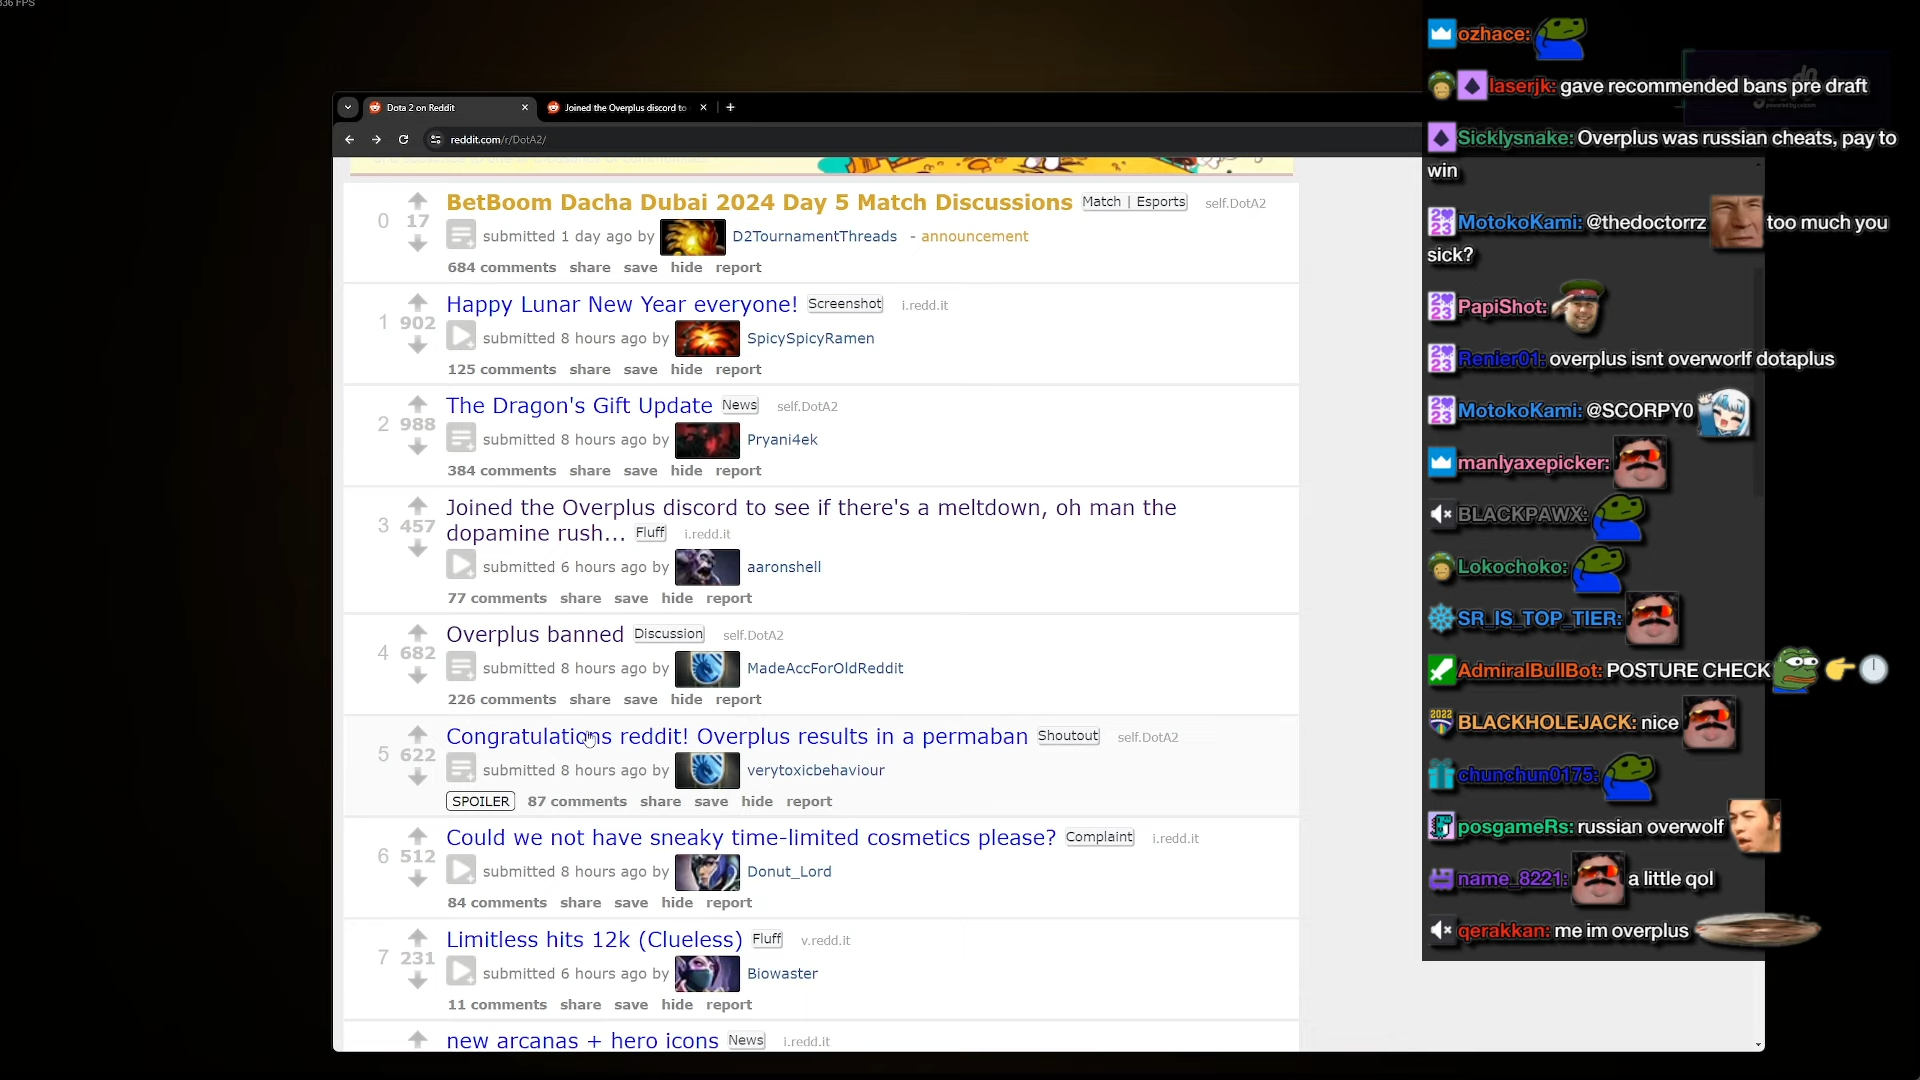 336 FPS
Dota 2 on Reddit
Joined the Overplus discord to
reddit.com/r/DotA2/
0 17 BetBoom Dacha Dubai 2024 Day 5 Match Discussions Match | Esports self.DotA2
submitted 1 day ago by D2TournamentThreads - announcement
684 comments share save hide report
1 902 Happy Lunar New Year everyone! Screenshot i.redd.it
submitted 8 hours ago by SpicySpicyRamen
125 comments share save hide report
2 988 The Dragon's Gift Update News self.DotA2
submitted 8 hours ago by Pryani4ek
384 comments share save hide report
3 457 Joined the Overplus discord to see if there's a meltdown, oh man the
dopamine rush... Fluff i.redd.it
submitted 6 hours ago by aaronshell
77 comments share save hide report
4 682 Overplus banned Discussion self.DotA2
submitted 8 hours ago by MadeAccForOldReddit
226 comments share save hide report
5 622 Congratulations reddit! Overplus results in a permaban Shoutout self.DotA2
submitted 8 hours ago by verytoxicbehaviour
SPOILER 87 comments share save hide report
6 512 Could we not have sneaky time-limited cosmetics please? Complaint i.redd.it
submitted 8 hours ago by Donut_Lord
84 comments share save hide report
7 231 Limitless hits 12k (Clueless) Fluff v.redd.it
submitted 6 hours ago by Biowaster
11 comments share save hide report
new arcanas + hero icons News i.redd.it
ozhace:
laserjk: gave recommended bans pre draft
Sicklysnake: Overplus was russian cheats, pay to
win
2023 MotokoKami: @thedoctorrz too much you
sick?
2023 PapiShot:
2023 Renier01: overplus isnt overworlf dotaplus
2023 MotokoKami: @SCORPY0
manlyaxepicker:
BLACKPAWX:
Lokochoko:
SR_IS_TOP_TIER:
AdmiralBullBot: POSTURE CHECK
2022 BLACKHOLEJACK: nice
chunchun0175:
posgameRs: russian overwolf
name_8221: a little qol
qerakkan: me im overplus